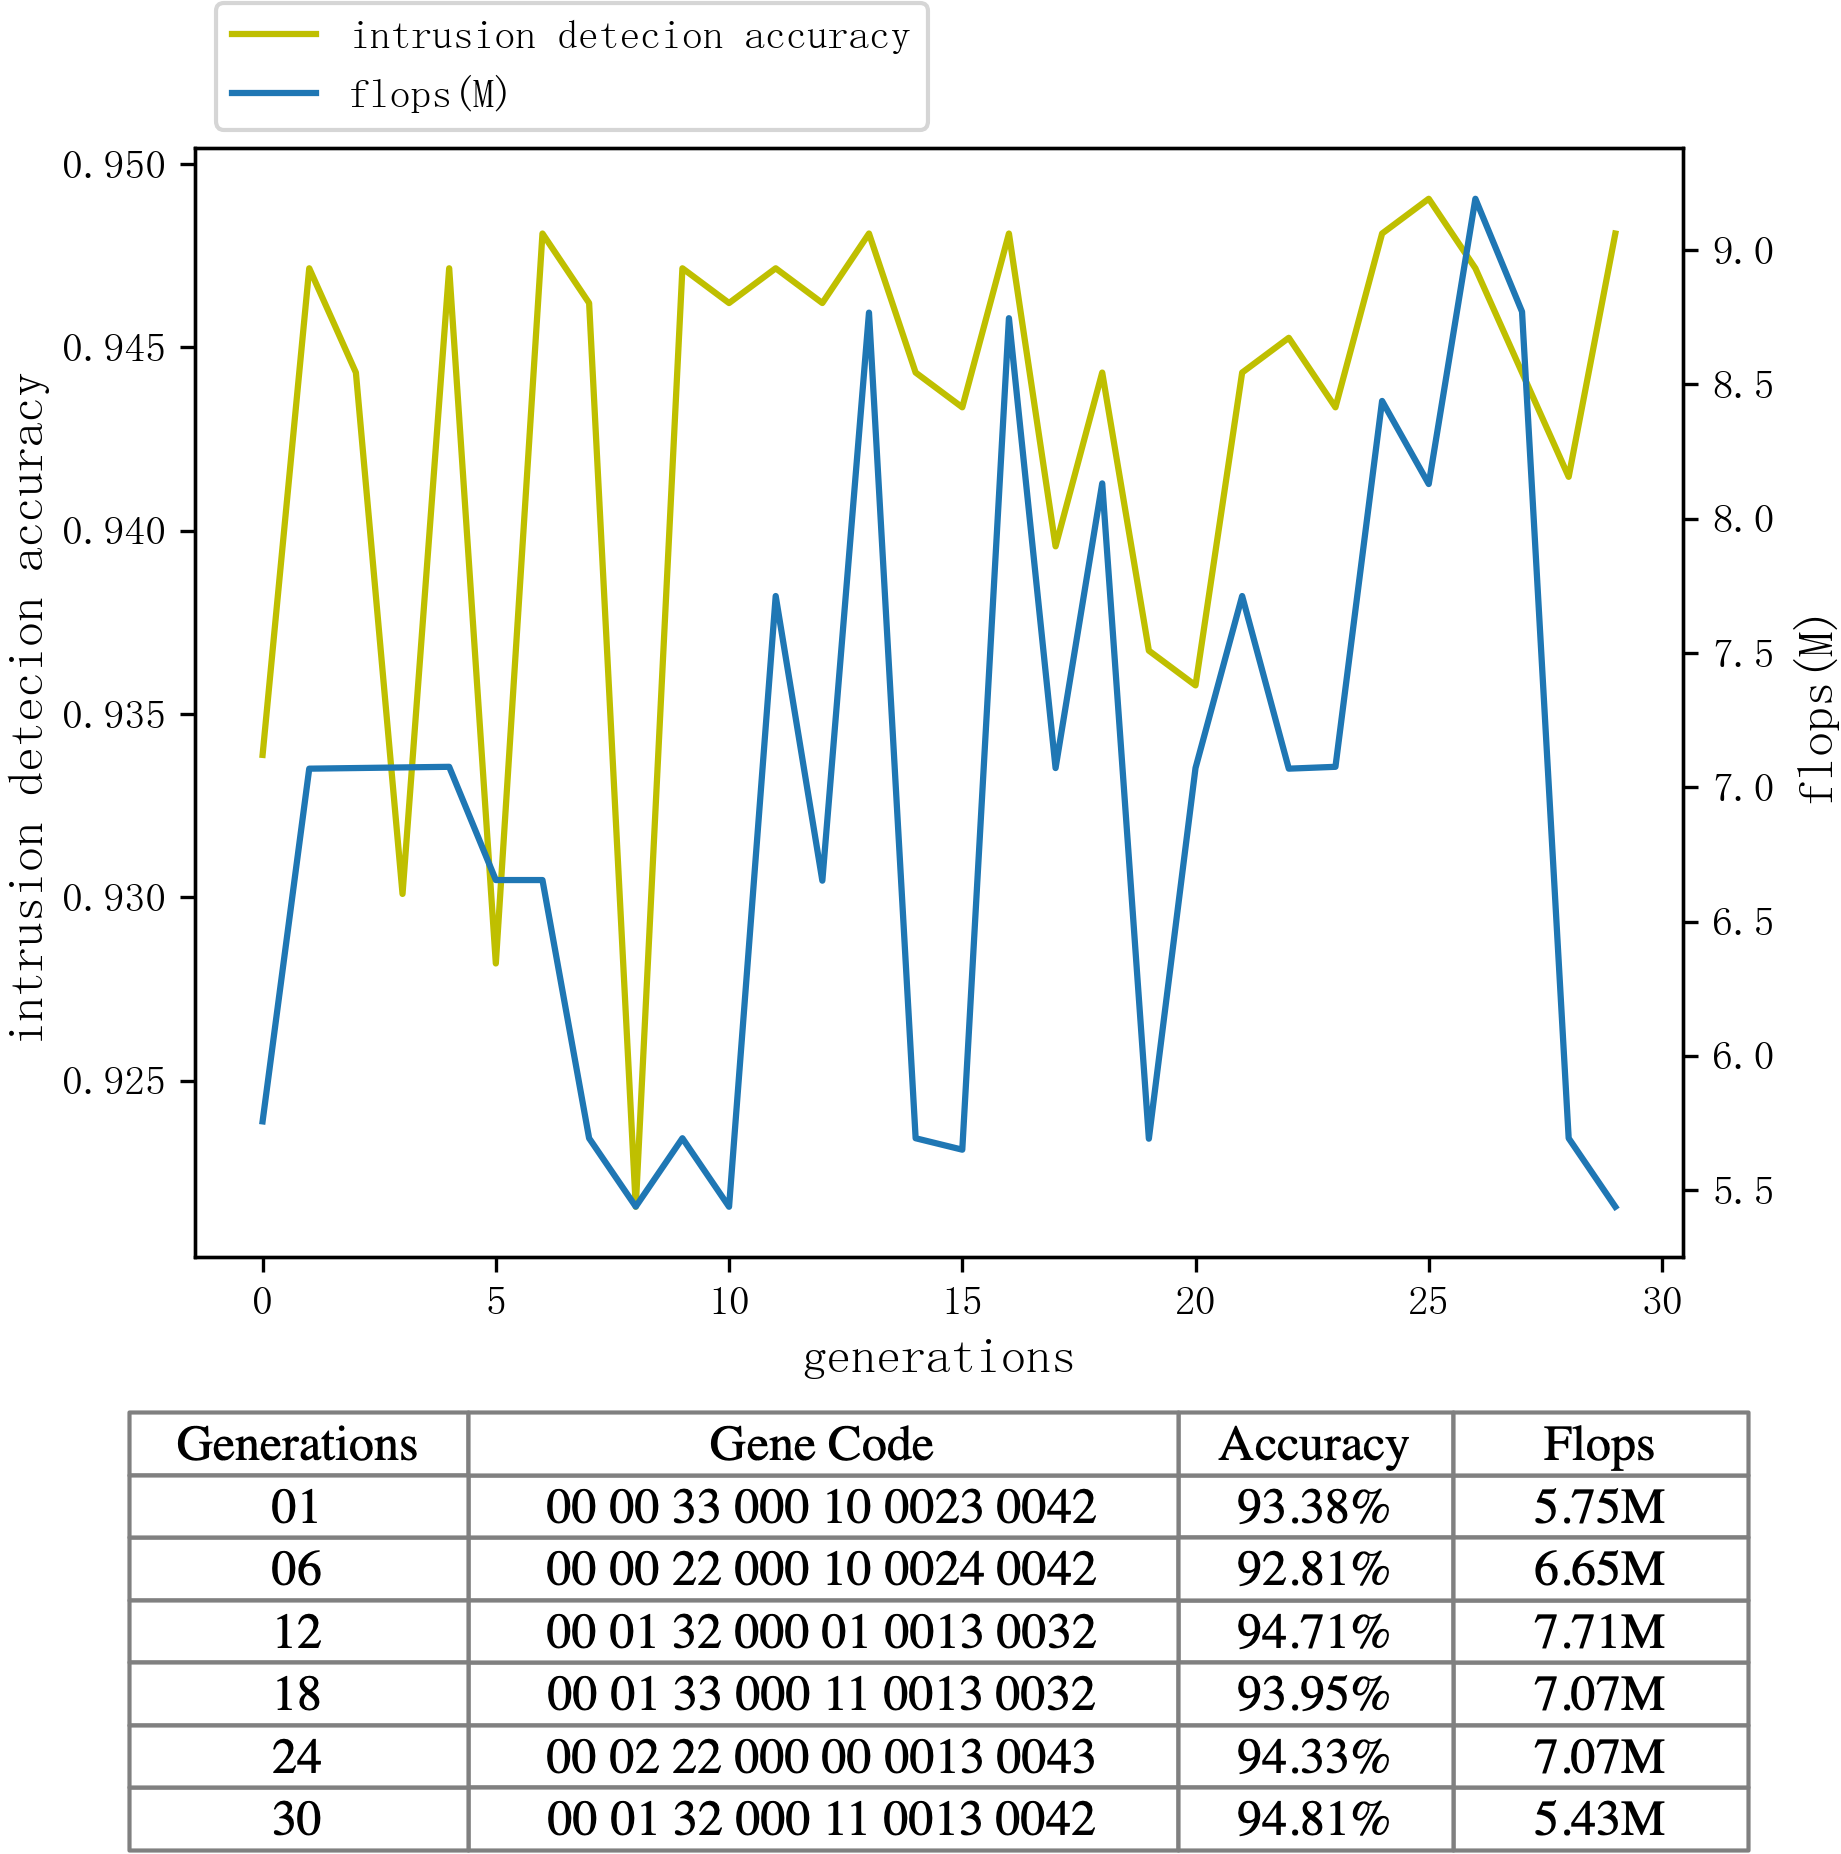 intrusion detecion accuracy
flops(M)
0.950
0.945
0.940
0.935
0.930
0.925
intrusion detecion accuracy
9.0
8.5
8.0
7.5
7.0
6.5
6.0
5.5
flops(M)
0 5 10 15 20 25 30
generations
Generations Gene Code Accuracy Flops
01 00 00 33 000 10 0023 0042 93.38% 5.75M
06 00 00 22 000 10 0024 0042 92.81% 6.65M
12 00 01 32 000 01 0013 0032 94.71% 7.71M
18 00 01 33 000 11 0013 0032 93.95% 7.07M
24 00 02 22 000 00 0013 0043 94.33% 7.07M
30 00 01 32 000 11 0013 0042 94.81% 5.43M